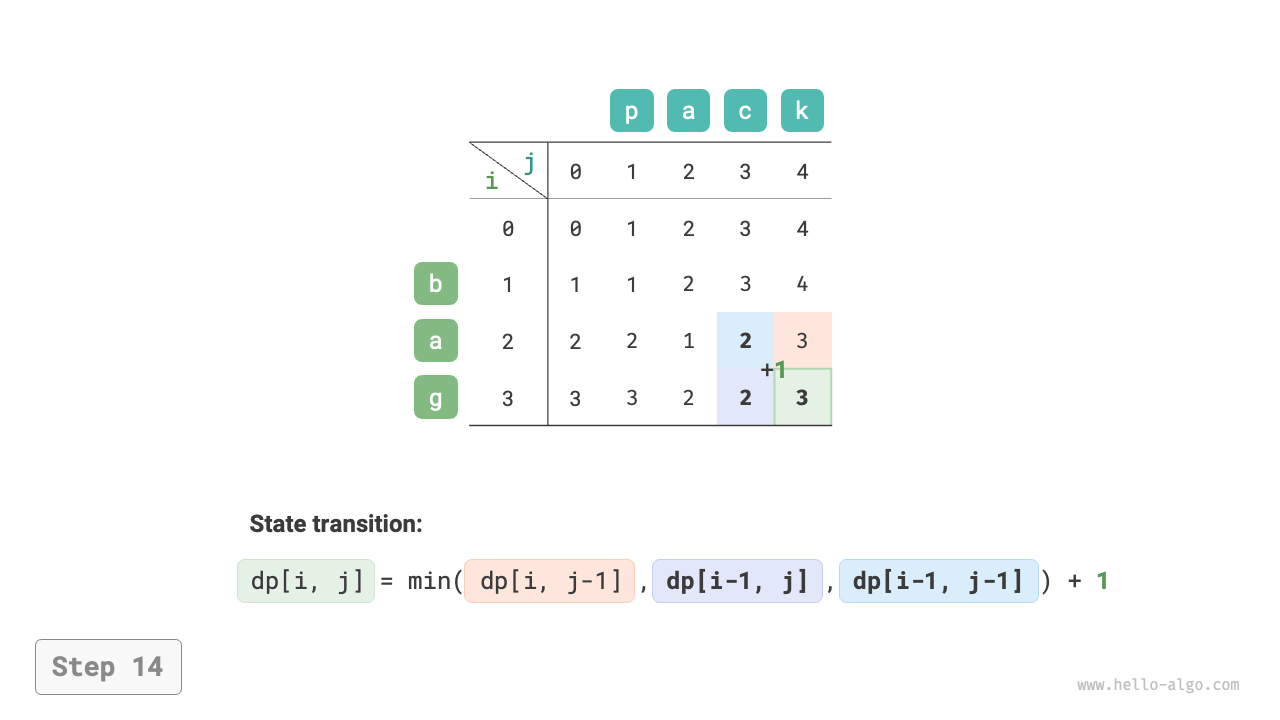 p a c k
j
i
0 1 2 3 4
0 0 1 2 3 4
b 1 1 1 2 3 4
a 2 2 2 1 2 3
+1
g 3 3 3 2 2 3
State transition:
dp[i, j] = min( dp[i, j-1] , dp[i-1, j] , dp[i-1, j-1] ) + 1
Step 14
www.hello-algo.com